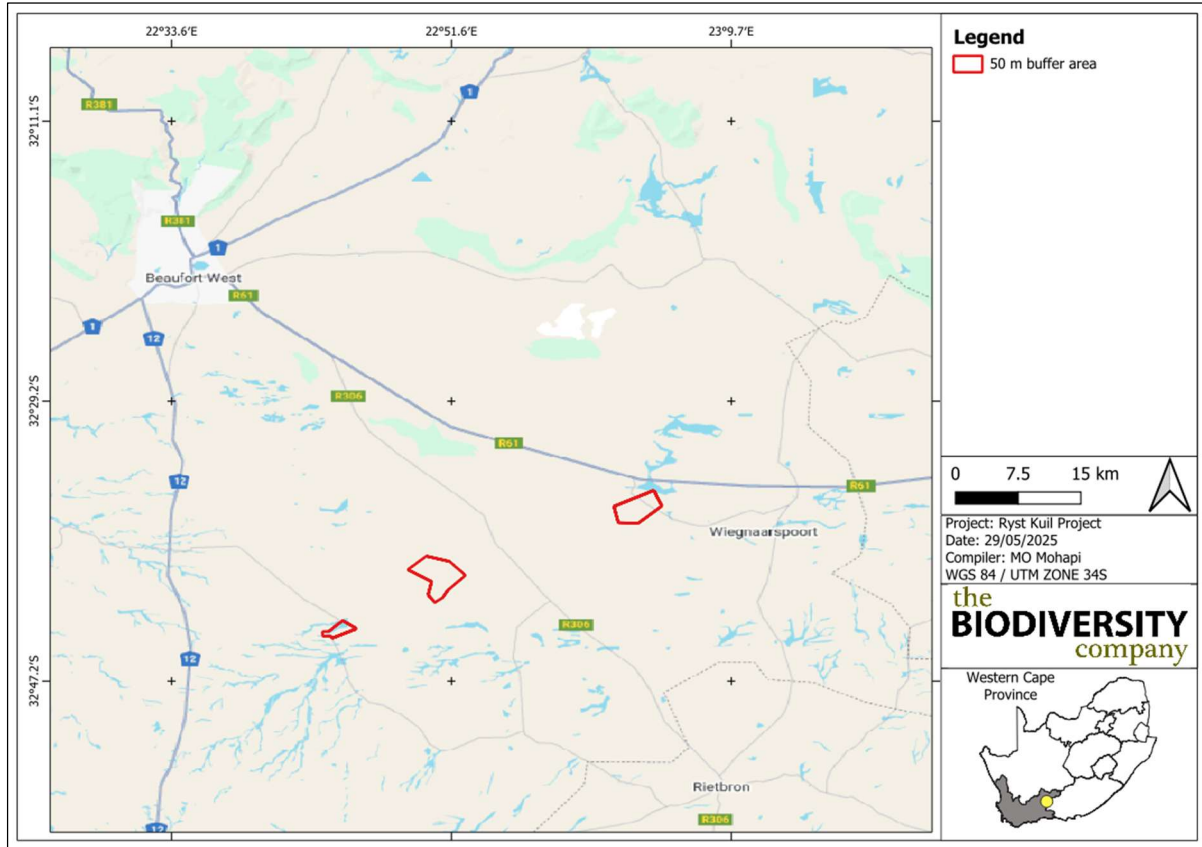 22°33.6'E 22°51.6'E 23°9.7'E
Legend
50 m buffer area
R381
1
32°11.1'S
R381
1
Beaufort West
R61
1
12
32°29.2'S
R306
R61
12
R61
Wiegnaarspoort
R306
12
32°47.2'S
Rietbron
R306
12
0 7.5 15 km
Project: Ryst Kuil Project
Date: 29/05/2025
Compiler: MO Mohapi
WGS 84 / UTM ZONE 34S
the
BIODIVERSITY
company
Western Cape
Province